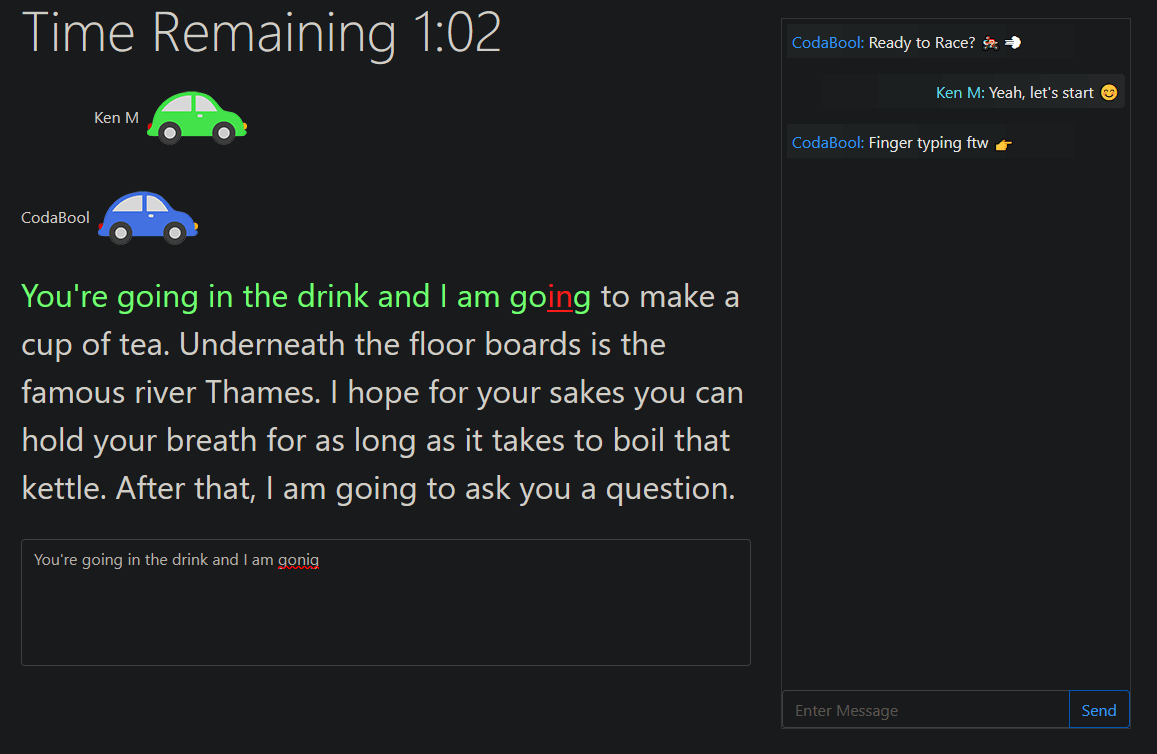 Time Remaining 1:02
Ken M
CodaBool
You're going in the drink and I am going to make a
cup of tea. Underneath the floor boards is the
famous river Thames. I hope for your sakes you can
hold your breath for as long as it takes to boil that
kettle. After that, I am going to ask you a question.
You're going in the drink and I am gonig
CodaBool: Ready to Race? 🏇 💨
Ken M: Yeah, let's start 😊
CodaBool: Finger typing ftw 👉
Enter Message
Send